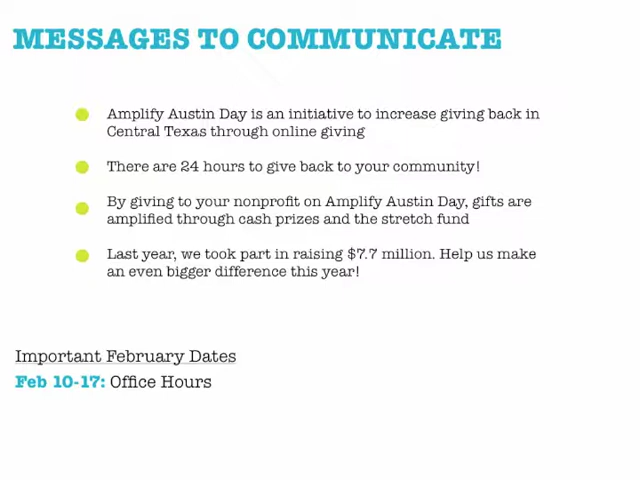 MESSAGES TO COMMUNICATE
Amplify Austin Day is an initiative to increase giving back in
Central Texas through online giving
There are 24 hours to give back to your community!
By giving to your nonprofit on Amplify Austin Day, gifts are
amplified through cash prizes and the stretch fund
Last year, we took part in raising $7.7 million. Help us make
an even bigger difference this year!
Important February Dates
Feb 10-17: Office Hours